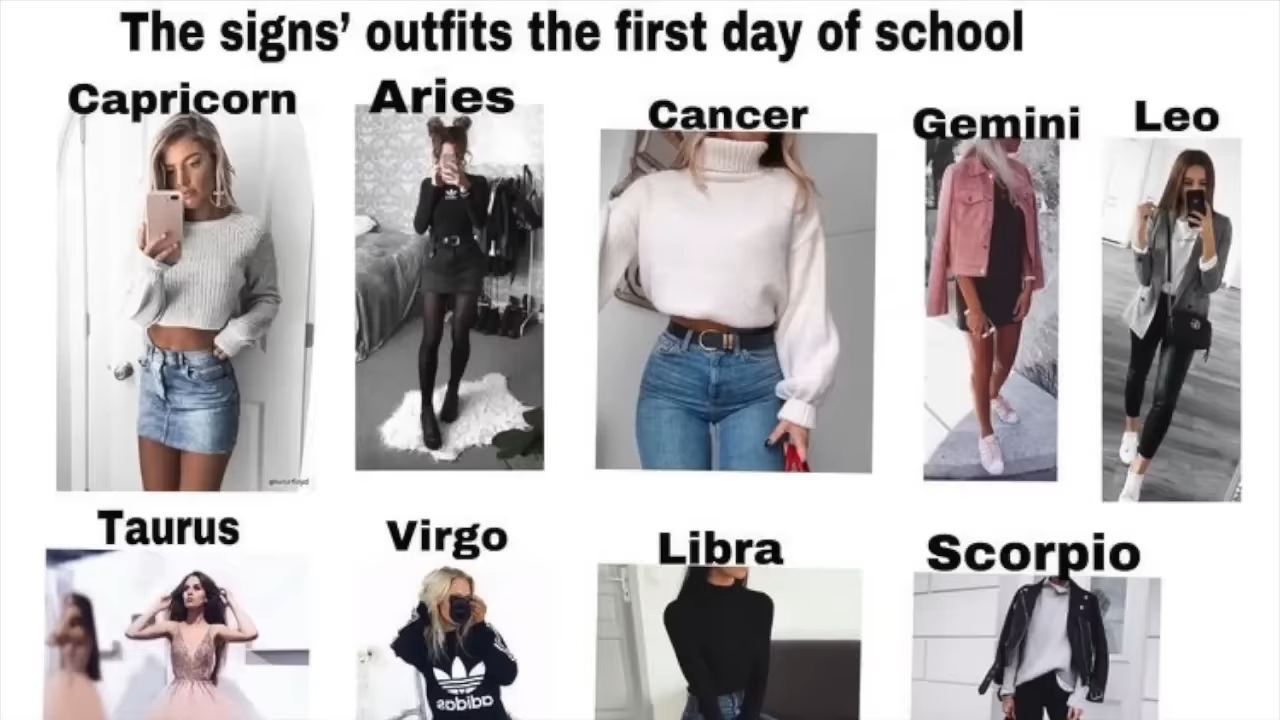 The signs’ outfits the first day of school
Capricorn
Aries
Cancer
Gemini
Leo
Taurus
Virgo
Libra
Scorpio
adidas